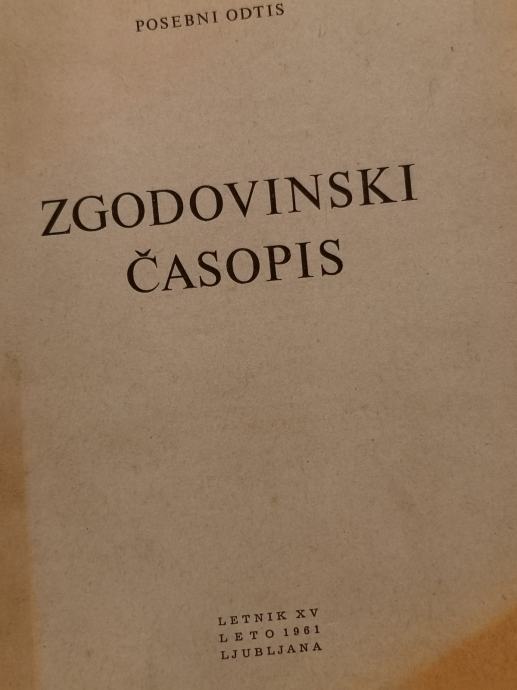 POSEBNI ODTIS
ZGODOVINSKI
ČASOPIS
LETNIK XV
LETO 1961
LJUBLJANA